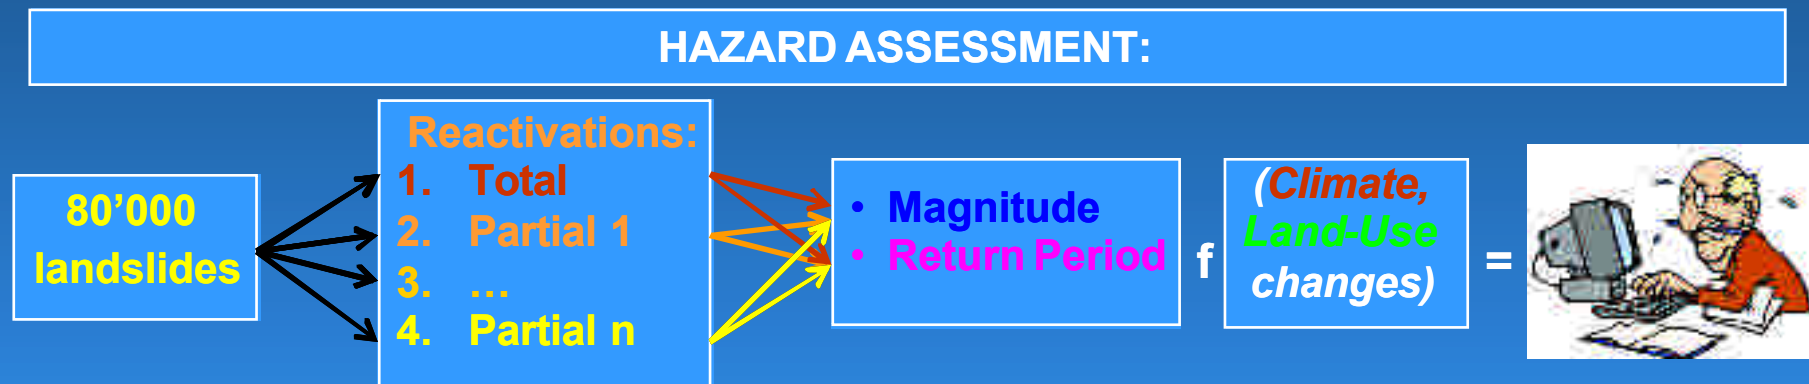 HAZARD ASSESSMENT:
80’000
landslides
Reactivations:
1. Total
2. Partial 1
3. ...
4. Partial n
• Magnitude
• Return Period
f
(Climate,
Land-Use
changes)
=